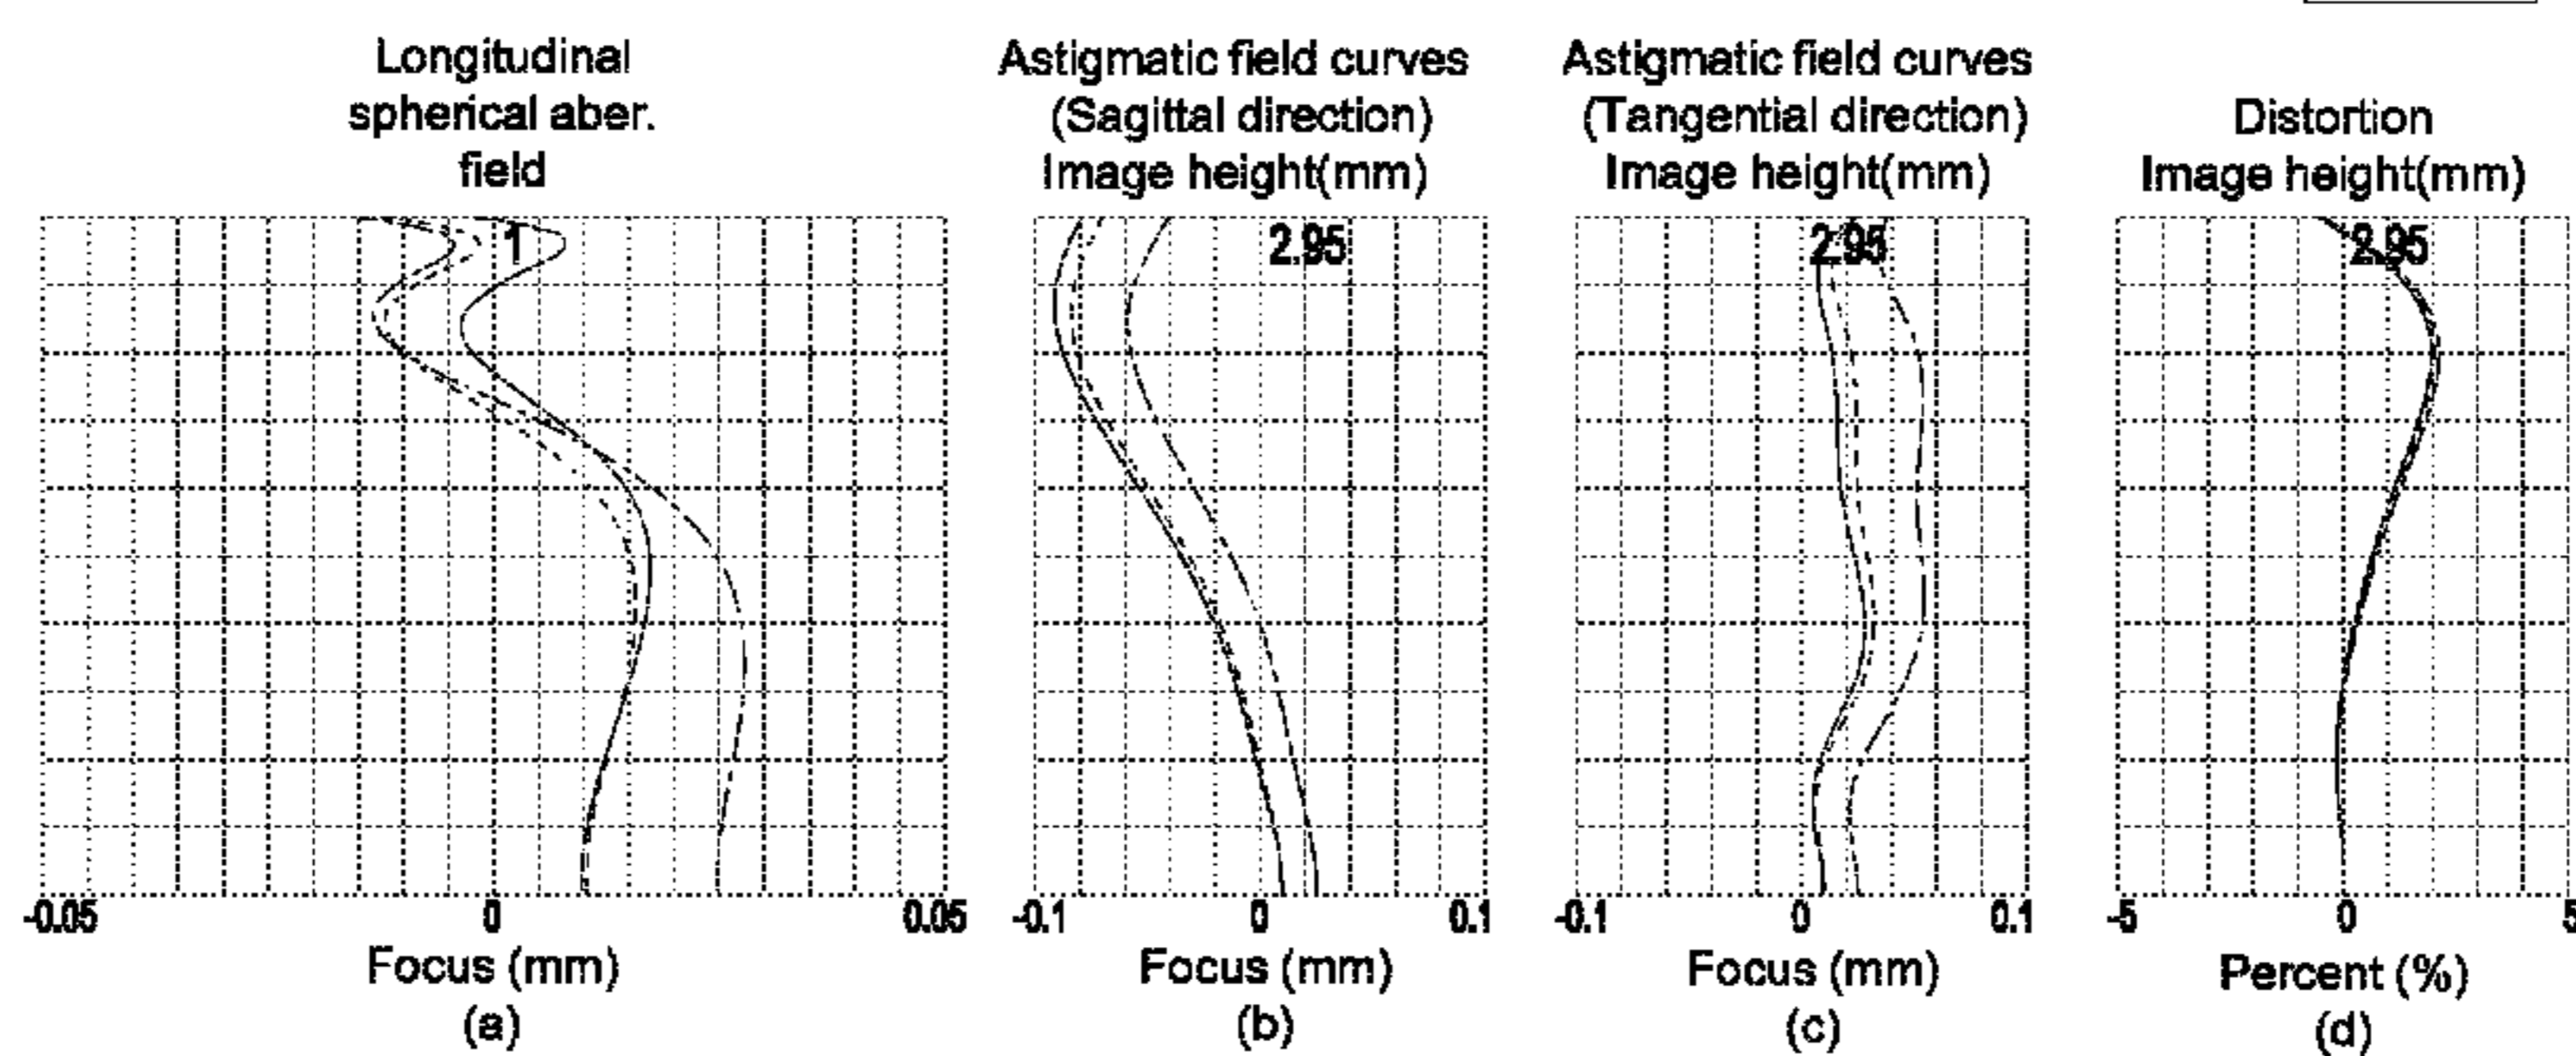 Longitudinal
spherical aber.
field
1
-0.05 0 0.05
Focus (mm)
(a)
Astigmatic field curves
(Sagittal direction)
Image height(mm)
2.95
-0.1 0 0.1
Focus (mm)
(b)
Astigmatic field curves
(Tangential direction)
Image height(mm)
2.95
-0.1 0 0.1
Focus (mm)
(c)
Distortion
Image height(mm)
2.95
-5 0 5
Percent (%)
(d)